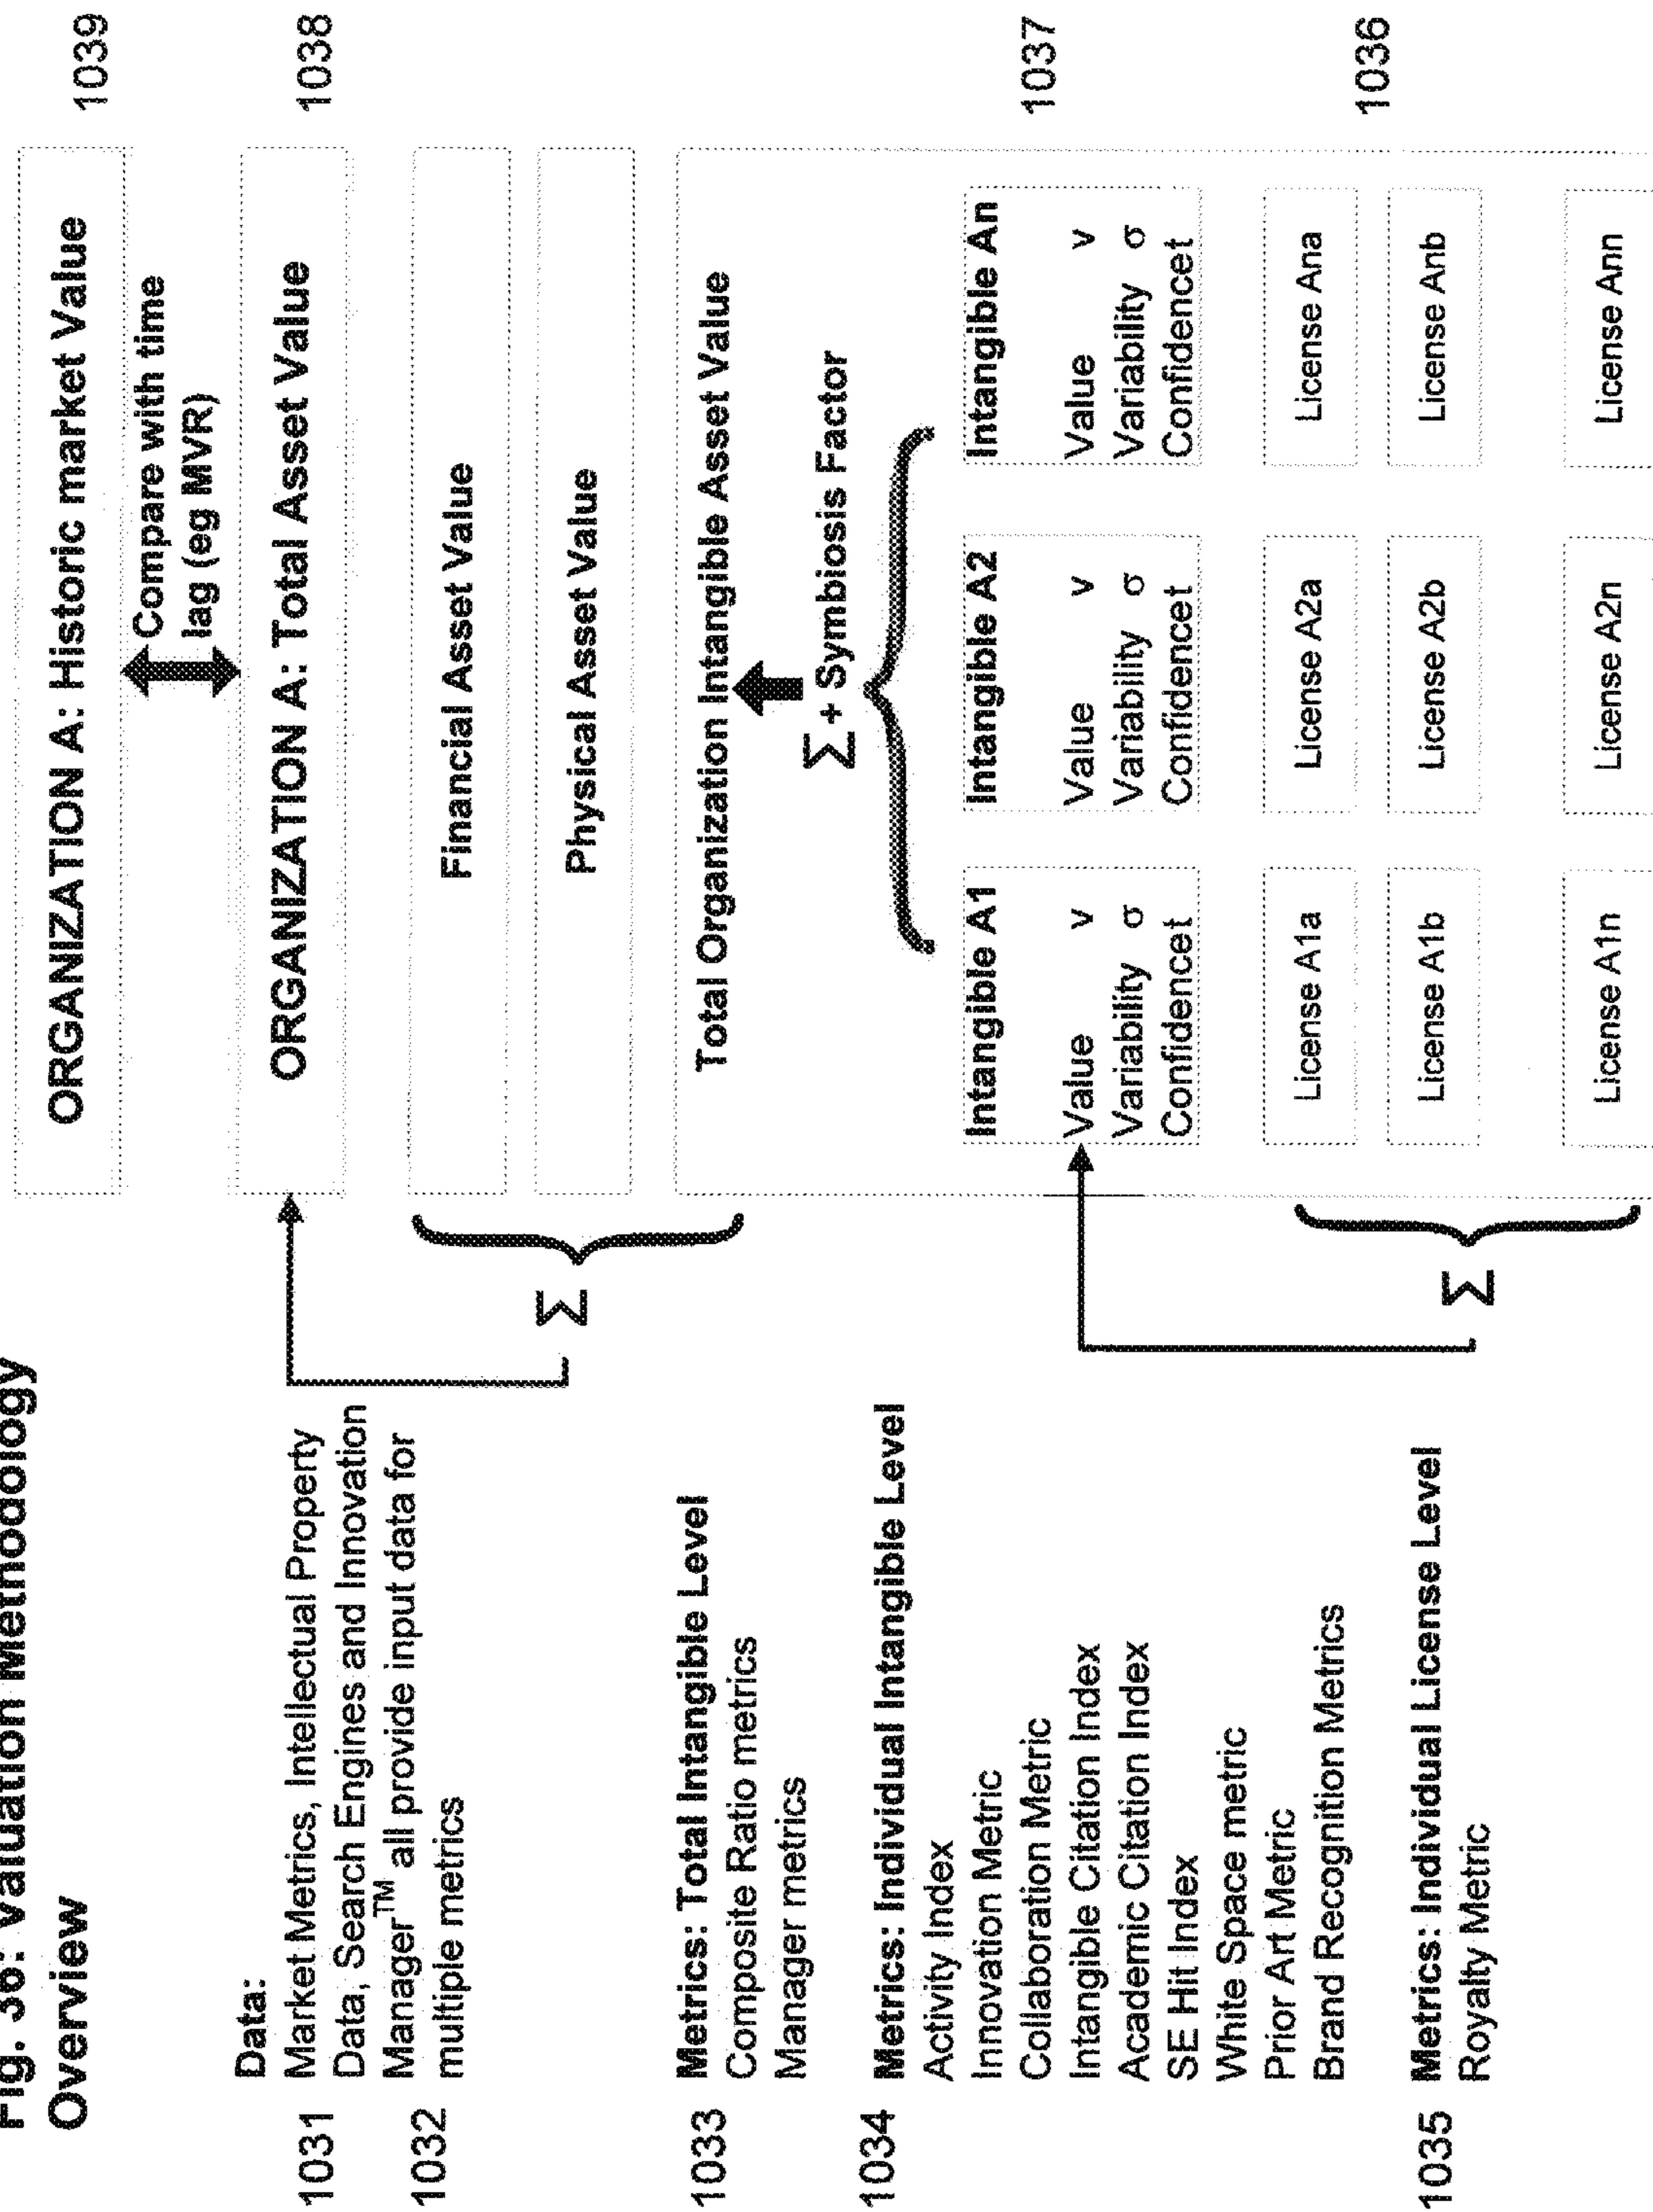 Fig. 36: Valuation Methodology
Overview
Data:
1031 Market Metrics, Intellectual Property
Data, Search Engines and Innovation
1032 Manager™ all provide input data for
multiple metrics
1033 Metrics: Total Intangible Level
Composite Ratio metrics
Manager metrics
1034 Metrics: Individual Intangible Level
Activity Index
Innovation Metric
Collaboration Metric
Intangible Citation Index
Academic Citation Index
SE Hit Index
White Space metric
Prior Art Metric
Brand Recognition Metrics
1035 Metrics: Individual License Level
Royalty Metric
Σ
Σ
ORGANIZATION A: Historic market Value
1039
Compare with time
lag (eg MVR)
ORGANIZATION A: Total Asset Value
1038
Financial Asset Value
Physical Asset Value
Total Organization Intangible Asset Value
Σ + Symbiosis Factor
Intangible A1
Value v
Variability σ
Confidencet
Intangible A2
Value v
Variability σ
Confidencet
Intangible An
Value v
Variability σ
Confidencet
1037
License A1a
License A2a
License Ana
1036
License A1b
License A2b
License Anb
License A1n
License A2n
License Ann